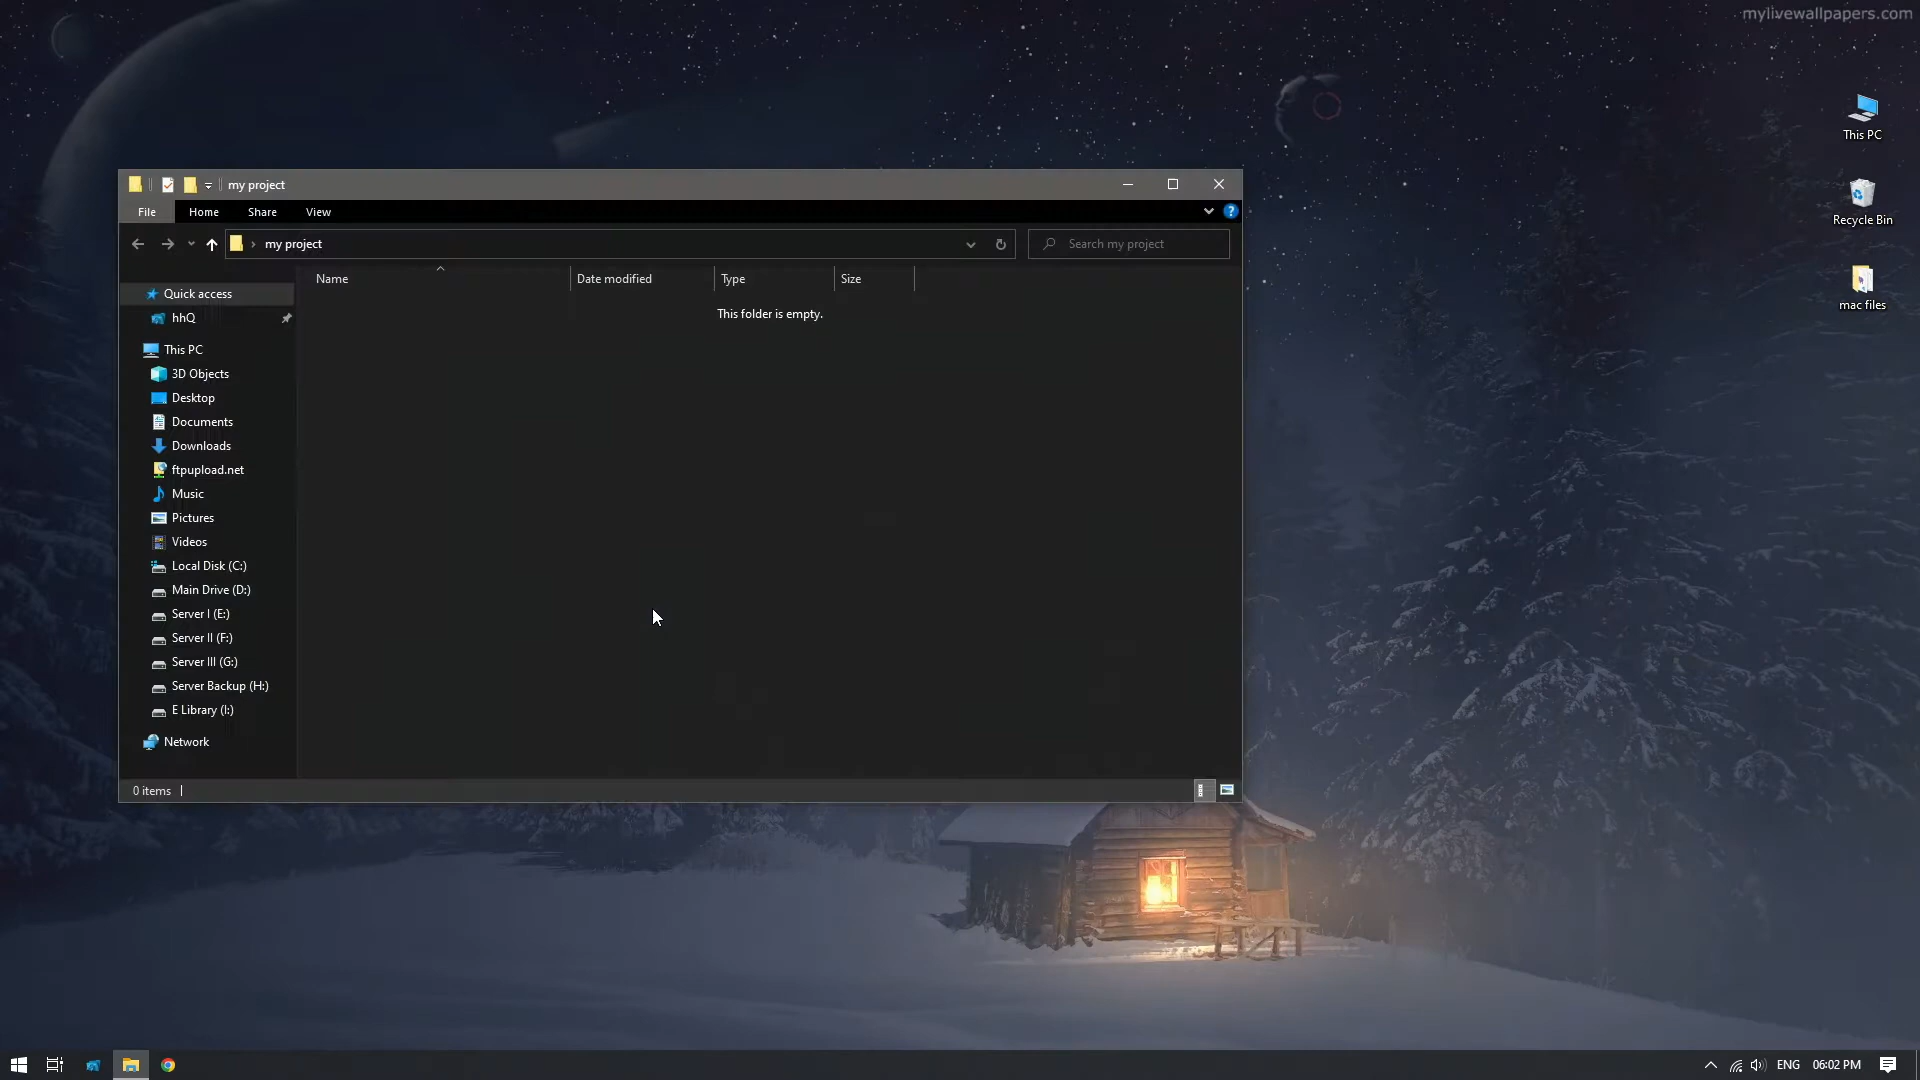 mylivewallpapers.com
This PC
Recycle Bin
mac files
my project
File Home Share View
my project
Search my project
Name Date modified Type Size
This folder is empty.
Quick access
hhQ
This PC
3D Objects
Desktop
Documents
Downloads
ftpupload.net
Music
Pictures
Videos
Local Disk (C:)
Main Drive (D:)
Server I (E:)
Server II (F:)
Server III (G:)
Server Backup (H:)
E Library (I:)
Network
0 items
ENG 06:02 PM